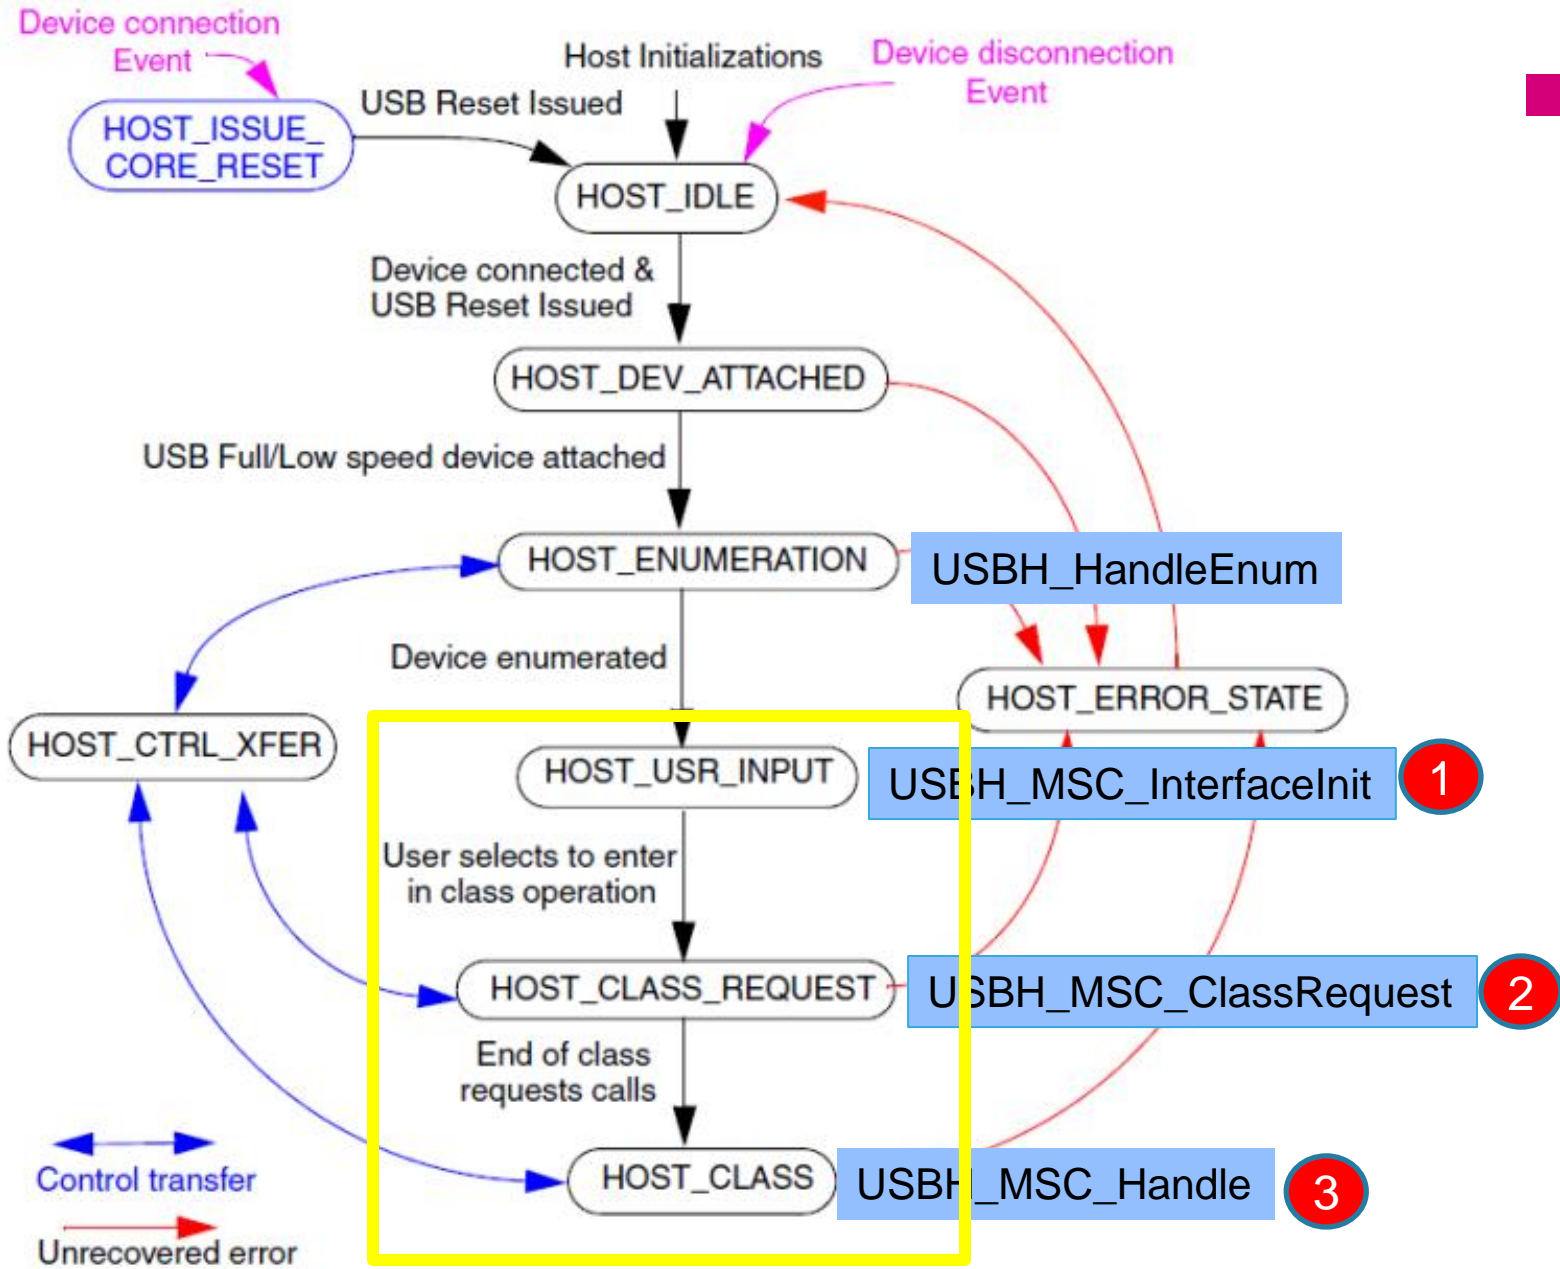 Device connection
Event
Host Initializations
Device disconnection
Event
USB Reset Issued
HOST_ISSUE_
CORE_RESET
HOST_IDLE
Device connected &
USB Reset Issued
HOST_DEV_ATTACHED
USB Full/Low speed device attached
HOST_ENUMERATION
USBH_HandleEnum
Device enumerated
HOST_ERROR_STATE
HOST_CTRL_XFER
HOST_USR_INPUT
USBH_MSC_InterfaceInit
1
User selects to enter
in class operation
HOST_CLASS_REQUEST
USBH_MSC_ClassRequest
2
End of class
requests calls
HOST_CLASS
USBH_MSC_Handle
3
Control transfer
Unrecovered error